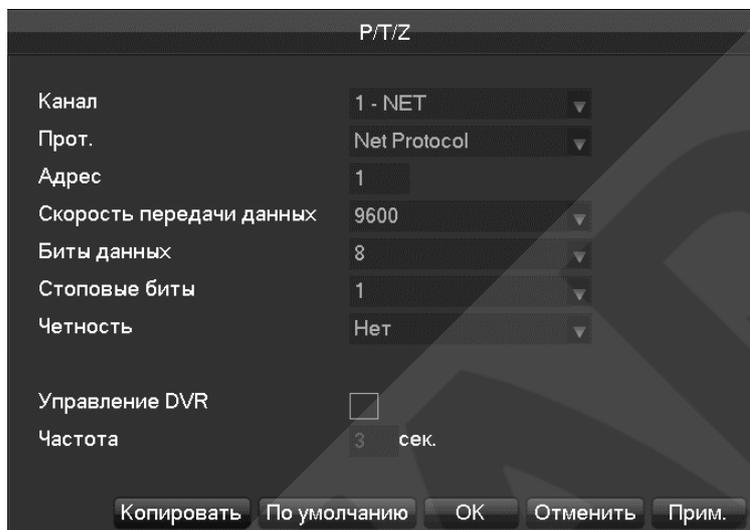 P/T/Z
Канал 1 - NET
Прот. Net Protocol
Адрес 1
Скорость передачи данных 9600
Биты данных 8
Стоповые биты 1
Четность Нет
Управление DVR
Частота 3 сек.
Копировать По умолчанию OK Отменить Прим.